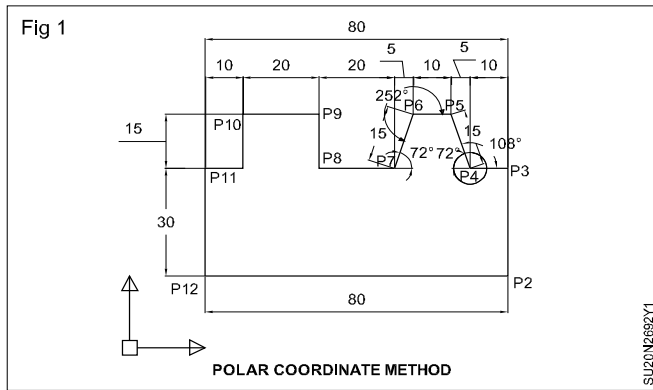 Fig 1
80
5
5
10
20
20
10
10
252°
P6
P5
P10
P9
15
15
15
108°
P8
P7
72°
72°
P4
P3
P11
30
P12
P2
80
POLAR COORDINATE METHOD
SU20N2692Y1